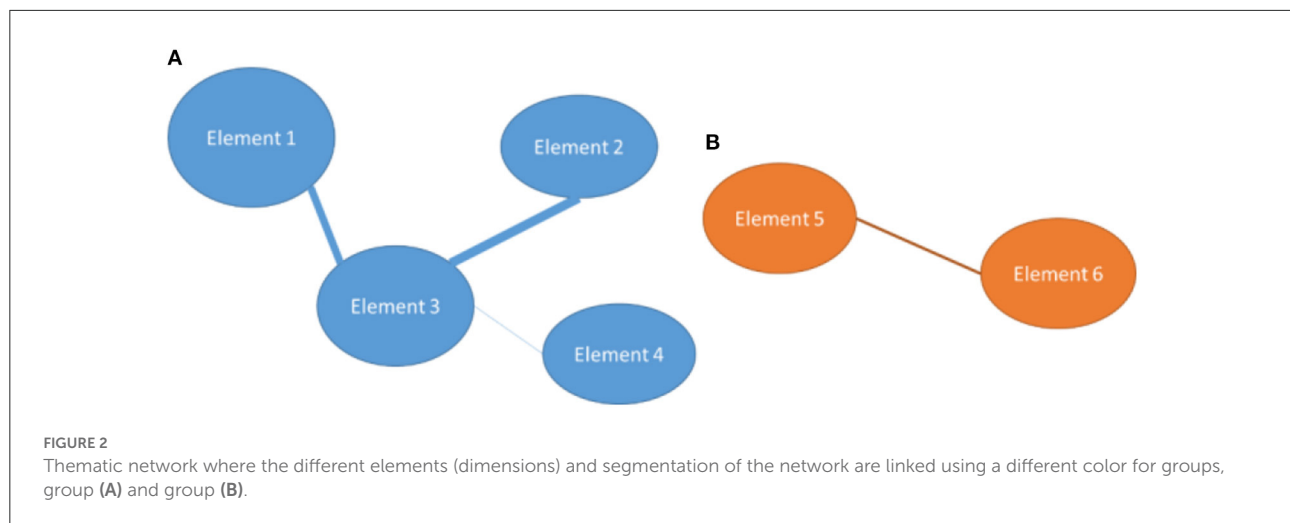 A
Element 1
Element 2
B
Element 5
Element 6
Element 3
Element 4
FIGURE 2
Thematic network where the different elements (dimensions) and segmentation of the network are linked using a different color for groups,
group (A) and group (B).